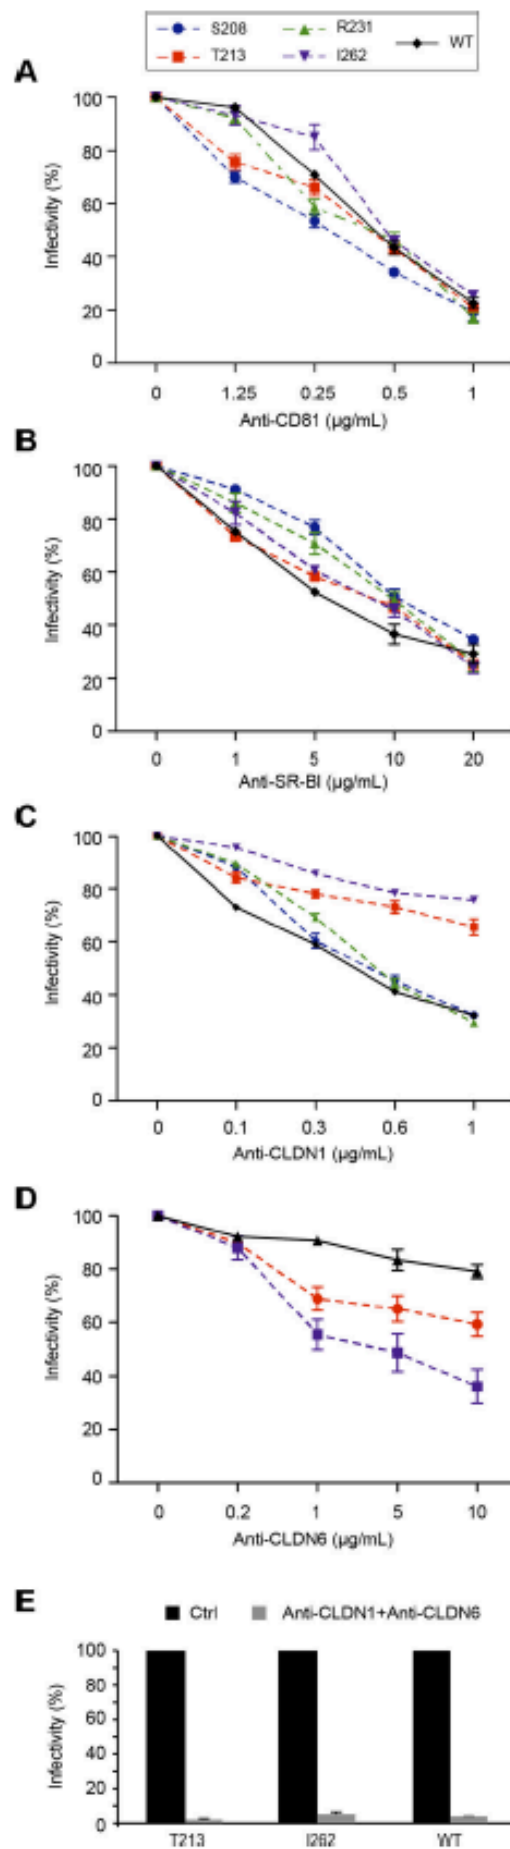 S208
R231
WT
T213
I262
A
100
80
60
40
20
0
Infectivity (%)
0 1.25 0.25 0.5 1
Anti-CD81 (µg/mL)
B
100
80
60
40
20
0
Infectivity (%)
0 1 5 10 20
Anti-SR-BI (µg/mL)
C
100
80
60
40
20
0
Infectivity (%)
0 0.1 0.3 0.6 1
Anti-CLDN1 (µg/mL)
D
100
80
60
40
20
0
Infectivity (%)
0 0.2 1 5 10
Anti-CLDN6 (µg/mL)
E
Ctrl Anti-CLDN1+Anti-CLDN6
100
80
60
40
20
0
Infectivity (%)
T213 I262 WT